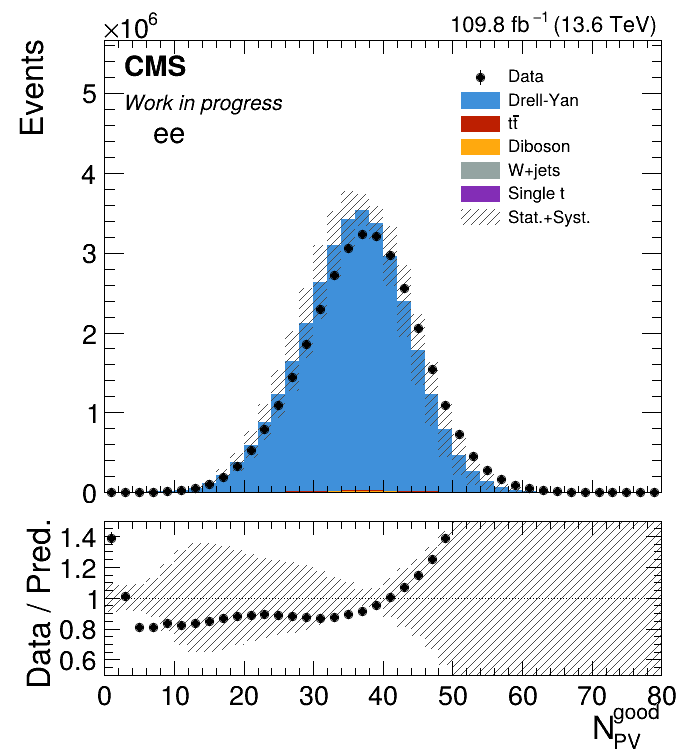 ×10⁶ 109.8 fb⁻¹ (13.6 TeV)
CMS
Work in progress
ee
Data
Drell-Yan
tt̅
Diboson
W+jets
Single t
Stat.+Syst.
Events
5
4
3
2
1
0
Data / Pred.
1.4
1.2
1
0.8
0.6
0 10 20 30 40 50 60 70 80
N_PV^good